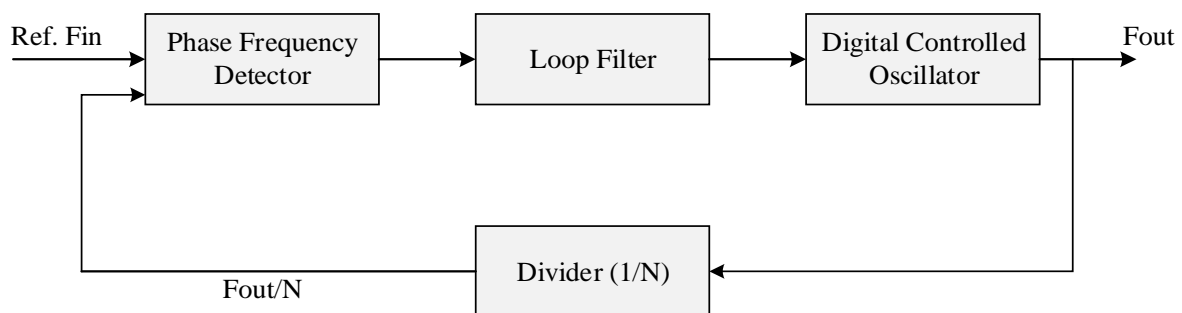 Ref. Fin
Phase Frequency
Detector
Loop Filter
Digital Controlled
Oscillator
Fout
Divider (1/N)
Fout/N